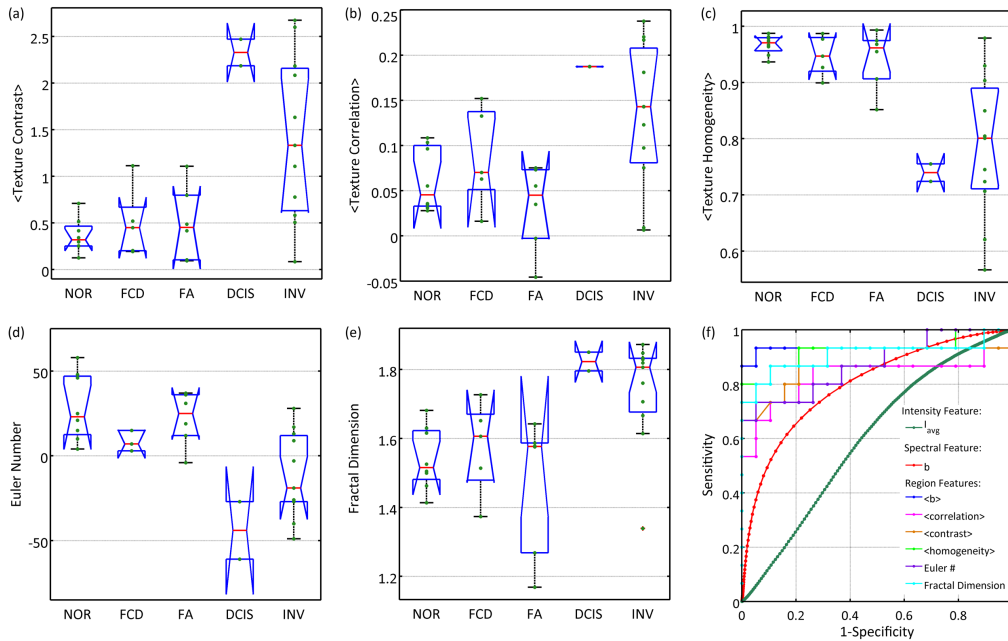 (a)
<Texture Contrast>
2.5
2
1.5
1
0.5
0
NOR FCD FA DCIS INV
(b)
<Texture Correlation>
0.25
0.20
0.15
0.10
0.05
0
-0.05
NOR FCD FA DCIS INV
(c)
<Texture Homogeneity>
1
0.9
0.8
0.7
0.6
NOR FCD FA DCIS INV
(d)
Euler Number
50
0
-50
NOR FCD FA DCIS INV
(e)
Fractal Dimension
1.8
1.6
1.4
1.2
NOR FCD FA DCIS INV
(f)
Sensitivity
1
0.8
0.6
0.4
0.2
0
0 0.2 0.4 0.6 0.8 1
1-Specificity
Intensity Feature:
Iavg
Spectral Feature:
b
Region Features:
<b>
<correlation>
<contrast>
<homogeneity>
Euler #
Fractal Dimension